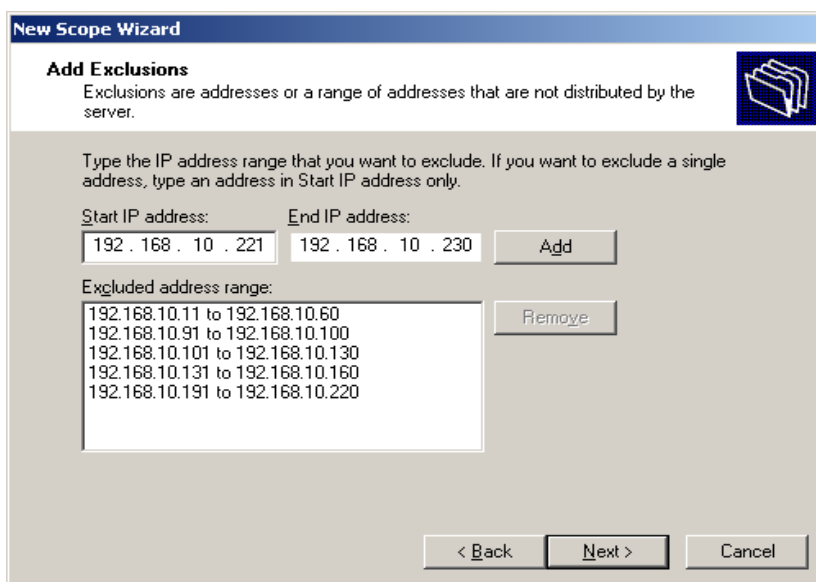 New Scope Wizard
Add Exclusions
Exclusions are addresses or a range of addresses that are not distributed by the
server.
Type the IP address range that you want to exclude. If you want to exclude a single
address, type an address in Start IP address only.
Start IP address: End IP address:
192 . 168 . 10 . 221 192 . 168 . 10 . 230 Add
Excluded address range:
192.168.10.11 to 192.168.10.60
192.168.10.91 to 192.168.10.100
192.168.10.101 to 192.168.10.130
192.168.10.131 to 192.168.10.160
192.168.10.191 to 192.168.10.220
Remove
< Back Next > Cancel